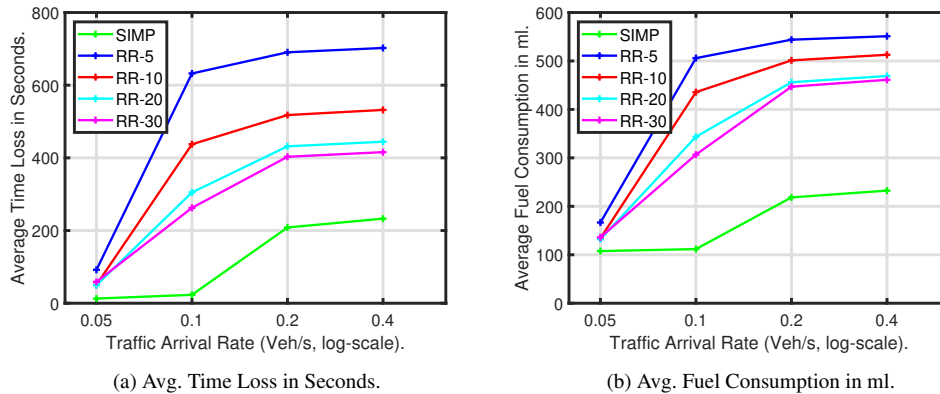 800
600
400
200
0
Average Time Loss in Seconds.
SIMP
RR-5
RR-10
RR-20
RR-30
0.05 0.1 0.2 0.4
Traffic Arrival Rate (Veh/s, log-scale).
(a) Avg. Time Loss in Seconds.
600
500
400
300
200
100
0
Average Fuel Consumption in ml.
SIMP
RR-5
RR-10
RR-20
RR-30
0.05 0.1 0.2 0.4
Traffic Arrival Rate (Veh/s, log-scale).
(b) Avg. Fuel Consumption in ml.